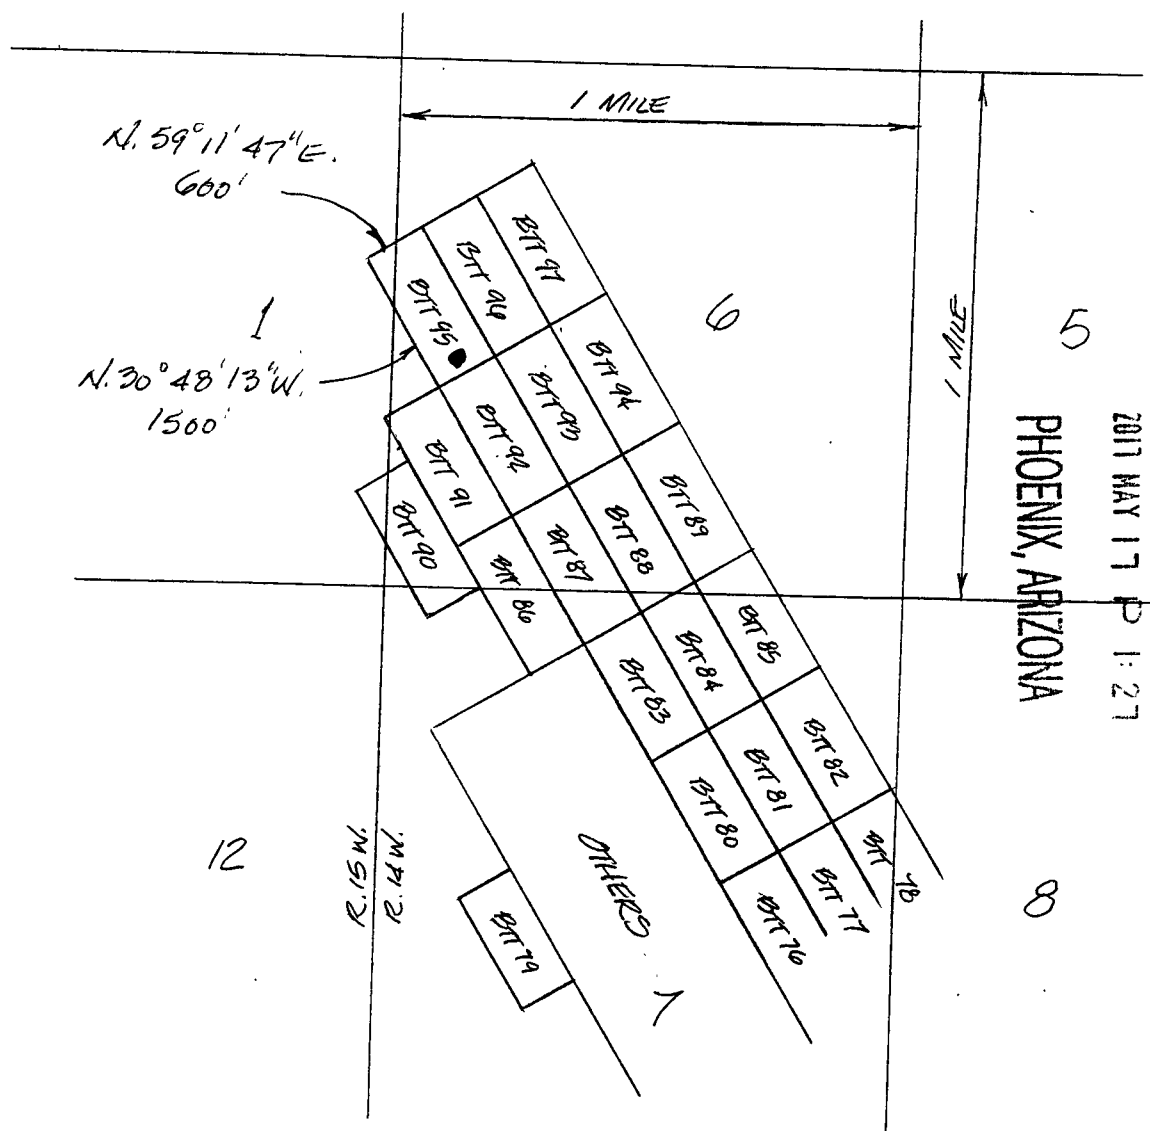 1 MILE
N. 59° 11' 47" E.
600'
BTT 97
BTT 96
BTT 95
1
6
5
1 MILE
N. 30° 48' 13" W.
1500'
BTT 94
BTT 93
BTT 92
BTT 91
BTT 90
BTT 89
BTT 88
BTT 87
BTT 86
2017 MAY 17 P 1:27
PHOENIX, ARIZONA
BTT 85
BTT 84
BTT 83
BTT 82
BTT 81
BTT 80
12
R. 15 W.
R. 14 W.
OTHERS
7
BTT 79
BTT 78
BTT 77
BTT 76
8